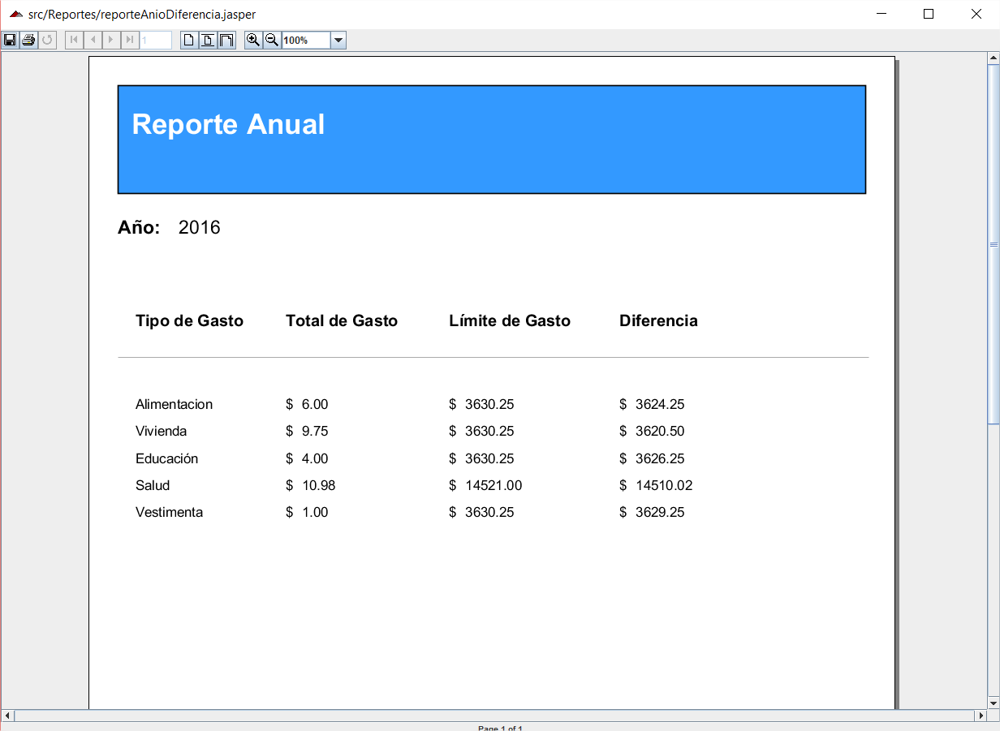 src/Reportes/reporteAnioDiferencia.jasper
1
100%
Reporte Anual
Año: 2016
Tipo de Gasto Total de Gasto Límite de Gasto Diferencia
Alimentacion $ 6.00 $ 3630.25 $ 3624.25
Vivienda $ 9.75 $ 3630.25 $ 3620.50
Educación $ 4.00 $ 3630.25 $ 3626.25
Salud $ 10.98 $ 14521.00 $ 14510.02
Vestimenta $ 1.00 $ 3630.25 $ 3629.25
Page 1 of 1